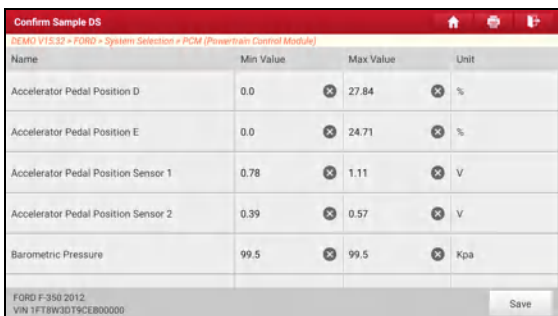 Confirm Sample DS
DEMO V15.32 > FORD > System Selection > PCM (Powertrain Control Module)
Name Min Value Max Value Unit
Accelerator Pedal Position D 0.0 27.84 %
Accelerator Pedal Position E 0.0 24.71 %
Accelerator Pedal Position Sensor 1 0.78 1.11 V
Accelerator Pedal Position Sensor 2 0.39 0.57 V
Barometric Pressure 99.5 99.5 Kpa
FORD F-350 2012
VIN 1FT8W3DT9CEB00000
Save